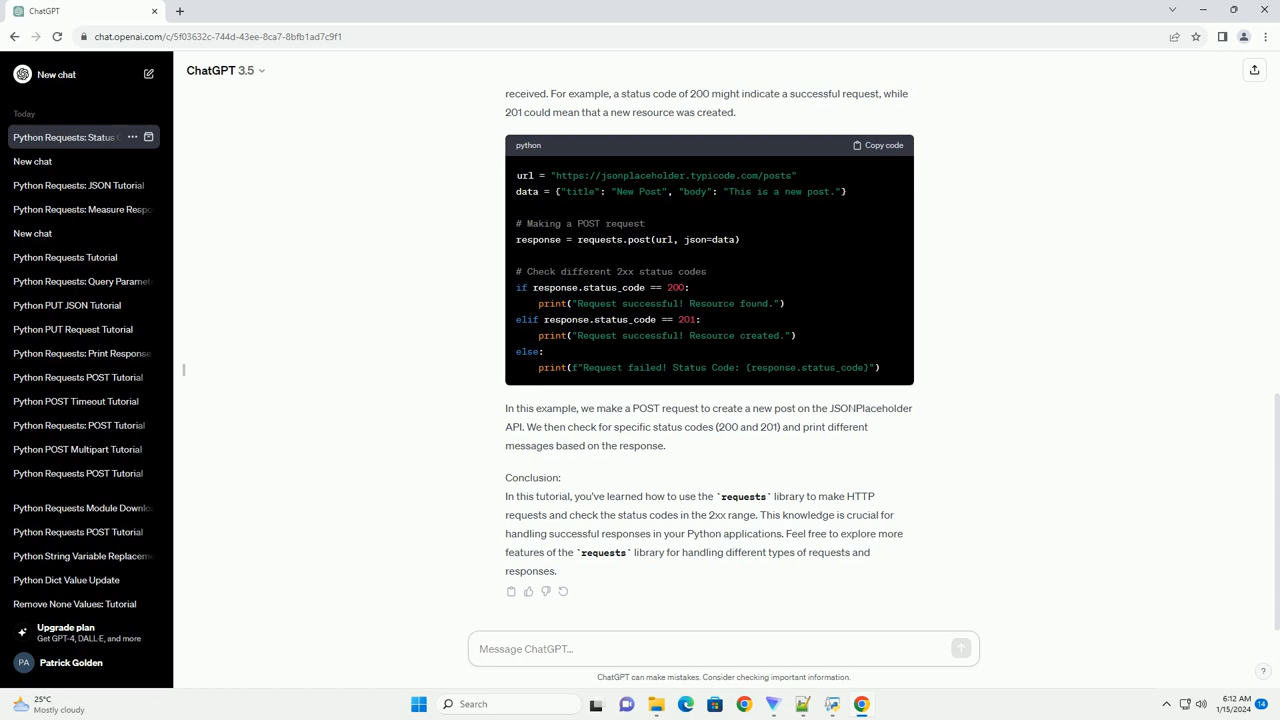 ChatGPT
chat.openai.com/c/5f03632c-744d-43ee-8ca7-8bfb1ad7c9f1
New chat
ChatGPT 3.5
Today
Python Requests: Status C
New chat
Python Requests: JSON Tutorial
Python Requests: Measure Respo
New chat
Python Requests Tutorial
Python Requests: Query Paramete
Python PUT JSON Tutorial
Python PUT Request Tutorial
Python Requests: Print Response
Python Requests POST Tutorial
Python POST Timeout Tutorial
Python Requests: POST Tutorial
Python POST Multipart Tutorial
Python Requests POST Tutorial
Python Requests Module Downlo
Python Requests POST Tutorial
Python String Variable Replaceme
Python Dict Value Update
Remove None Values: Tutorial
Upgrade plan
Get GPT-4, DALL·E, and more
PA Patrick Golden
received. For example, a status code of 200 might indicate a successful request, while
201 could mean that a new resource was created.
python Copy code
url = "https://jsonplaceholder.typicode.com/posts"
data = {"title": "New Post", "body": "This is a new post."}
# Making a POST request
response = requests.post(url, json=data)
# Check different 2xx status codes
if response.status_code == 200:
print("Request successful! Resource found.")
elif response.status_code == 201:
print("Request successful! Resource created.")
else:
print(f"Request failed! Status Code: {response.status_code}")
In this example, we make a POST request to create a new post on the JSONPlaceholder
API. We then check for specific status codes (200 and 201) and print different
messages based on the response.
Conclusion:
In this tutorial, you've learned how to use the `requests` library to make HTTP
requests and check the status codes in the 2xx range. This knowledge is crucial for
handling successful responses in your Python applications. Feel free to explore more
features of the `requests` library for handling different types of requests and
responses.
Message ChatGPT...
ChatGPT can make mistakes. Consider checking important information.
?
25°C
Mostly cloudy
Search
6:12 AM
1/15/2024
14